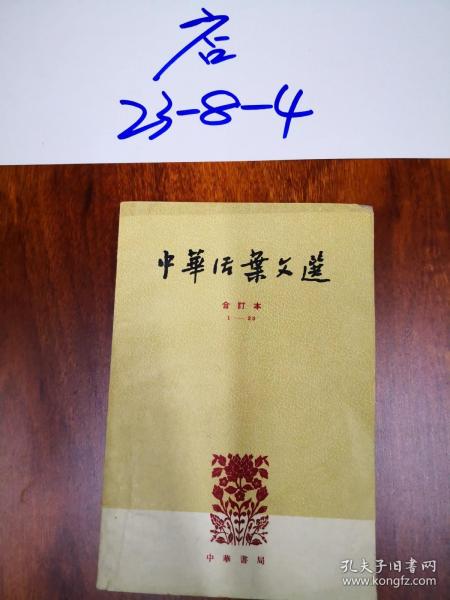 店
23-8-4
中華活葉文選
合訂本
1—20
中華書局
孔夫子旧书网
www.kongfz.com